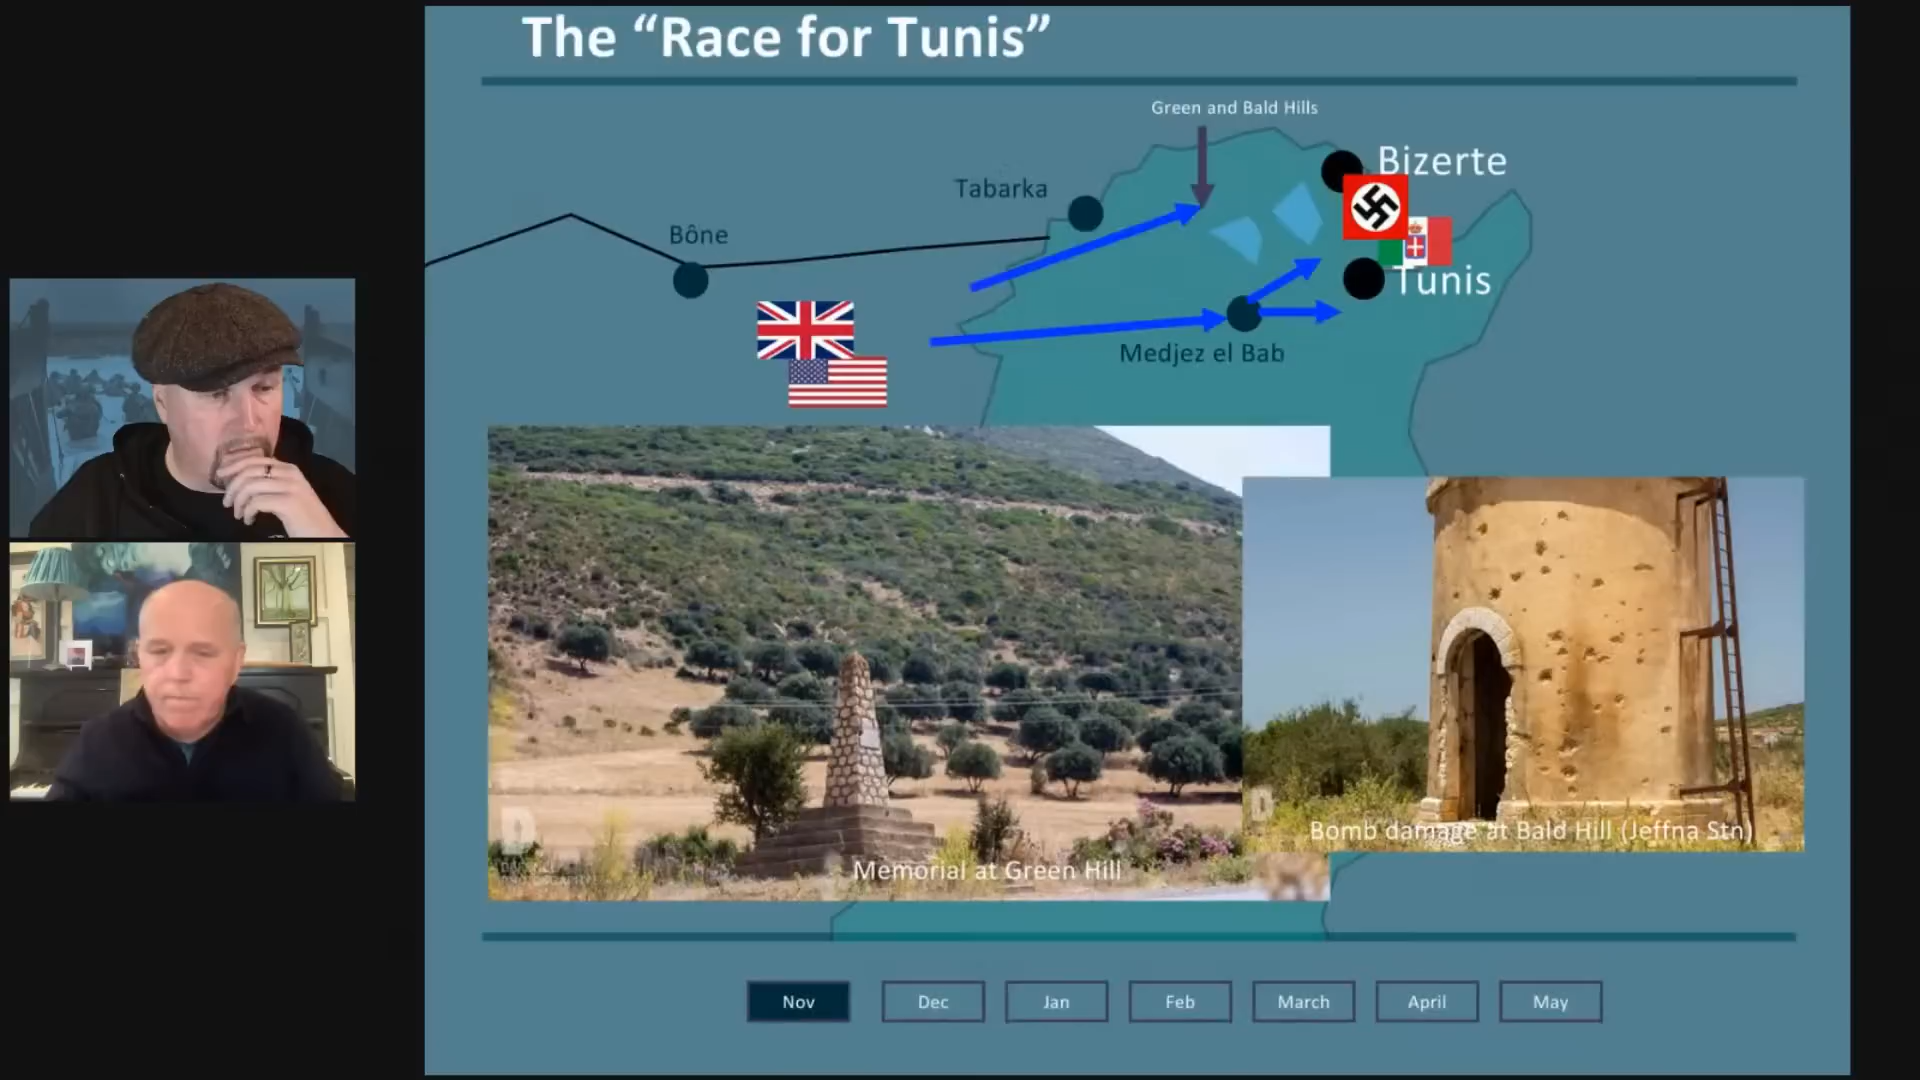 The “Race for Tunis”
Green and Bald Hills
Bizerte
Tabarka
Bône
Tunis
Medjez el Bab
Bomb damage at Bald Hill (Jeffna Stn)
Memorial at Green Hill
Nov
Dec
Jan
Feb
March
April
May